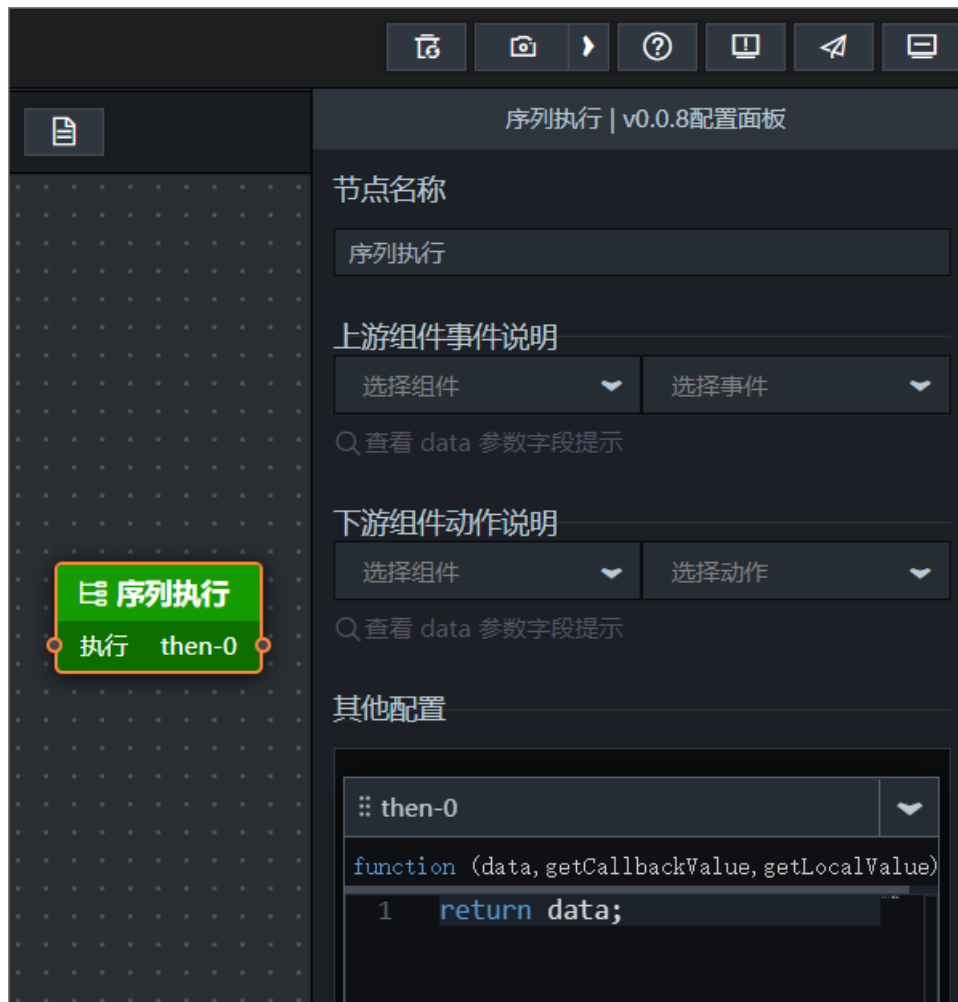 序列执行 | v0.0.8配置面板
节点名称
序列执行
上游组件事件说明
选择组件 选择事件
查看 data 参数字段提示
下游组件动作说明
选择组件 选择动作
查看 data 参数字段提示
序列执行
执行 then-0
其他配置
then-0
function (data,getCallbackValue,getLocalValue)
1 return data;